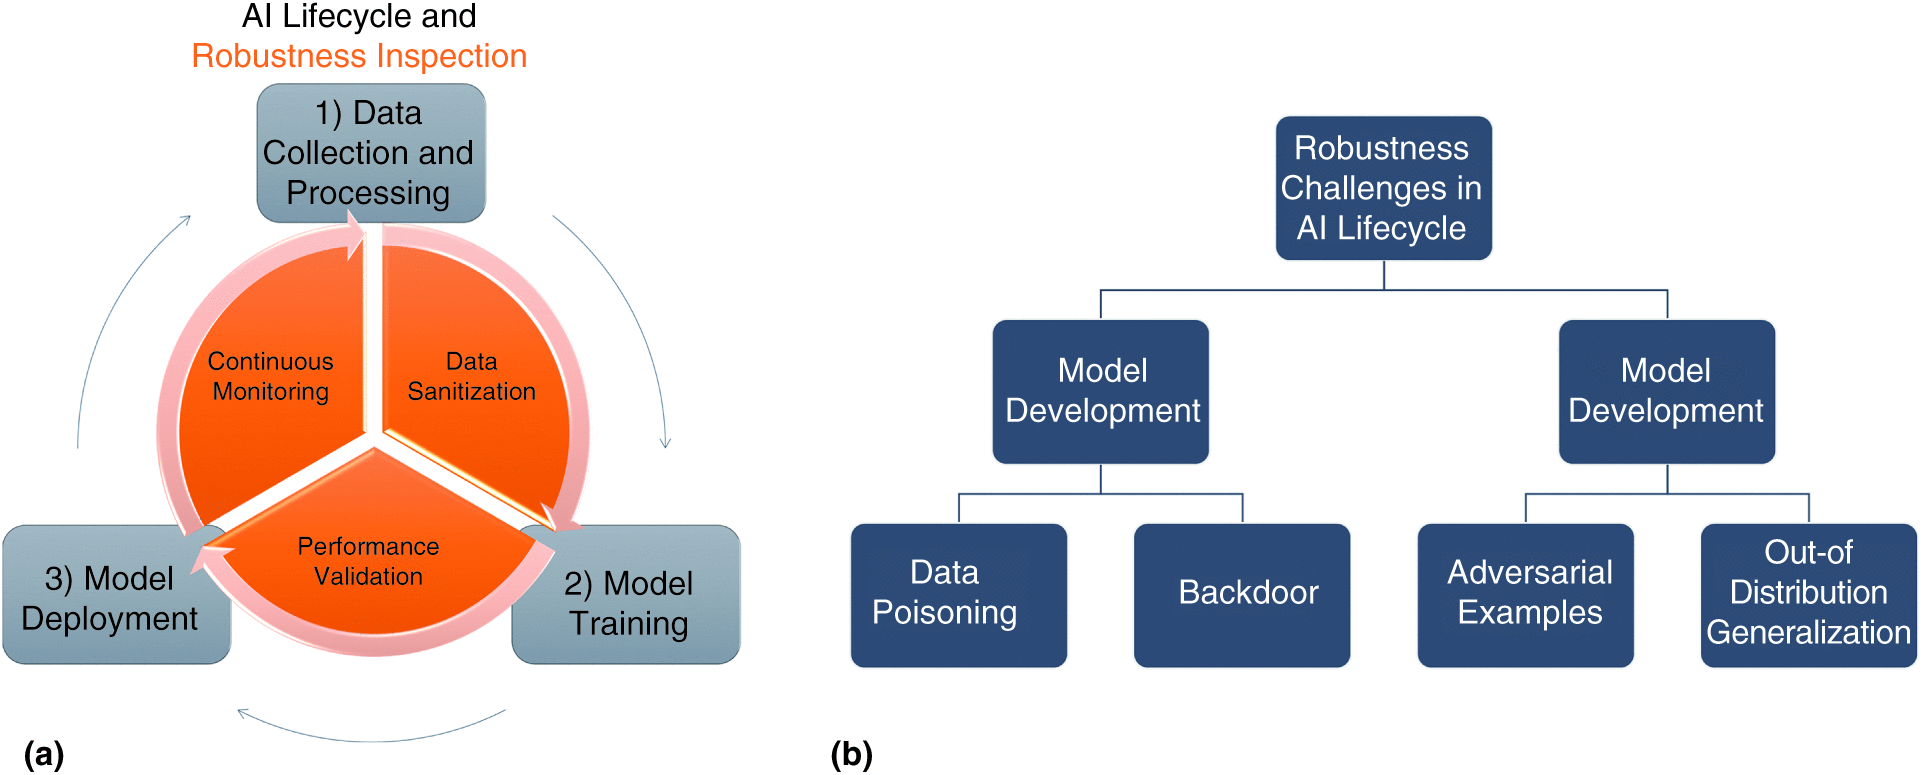 AI Lifecycle and
Robustness Inspection
1) Data
Collection and
Processing
Continuous
Monitoring
Data
Sanitization
Performance
Validation
3) Model
Deployment
2) Model
Training
(a)
Robustness
Challenges in
AI Lifecycle
Model
Development
Model
Development
Data
Poisoning
Backdoor
Adversarial
Examples
Out-of
Distribution
Generalization
(b)